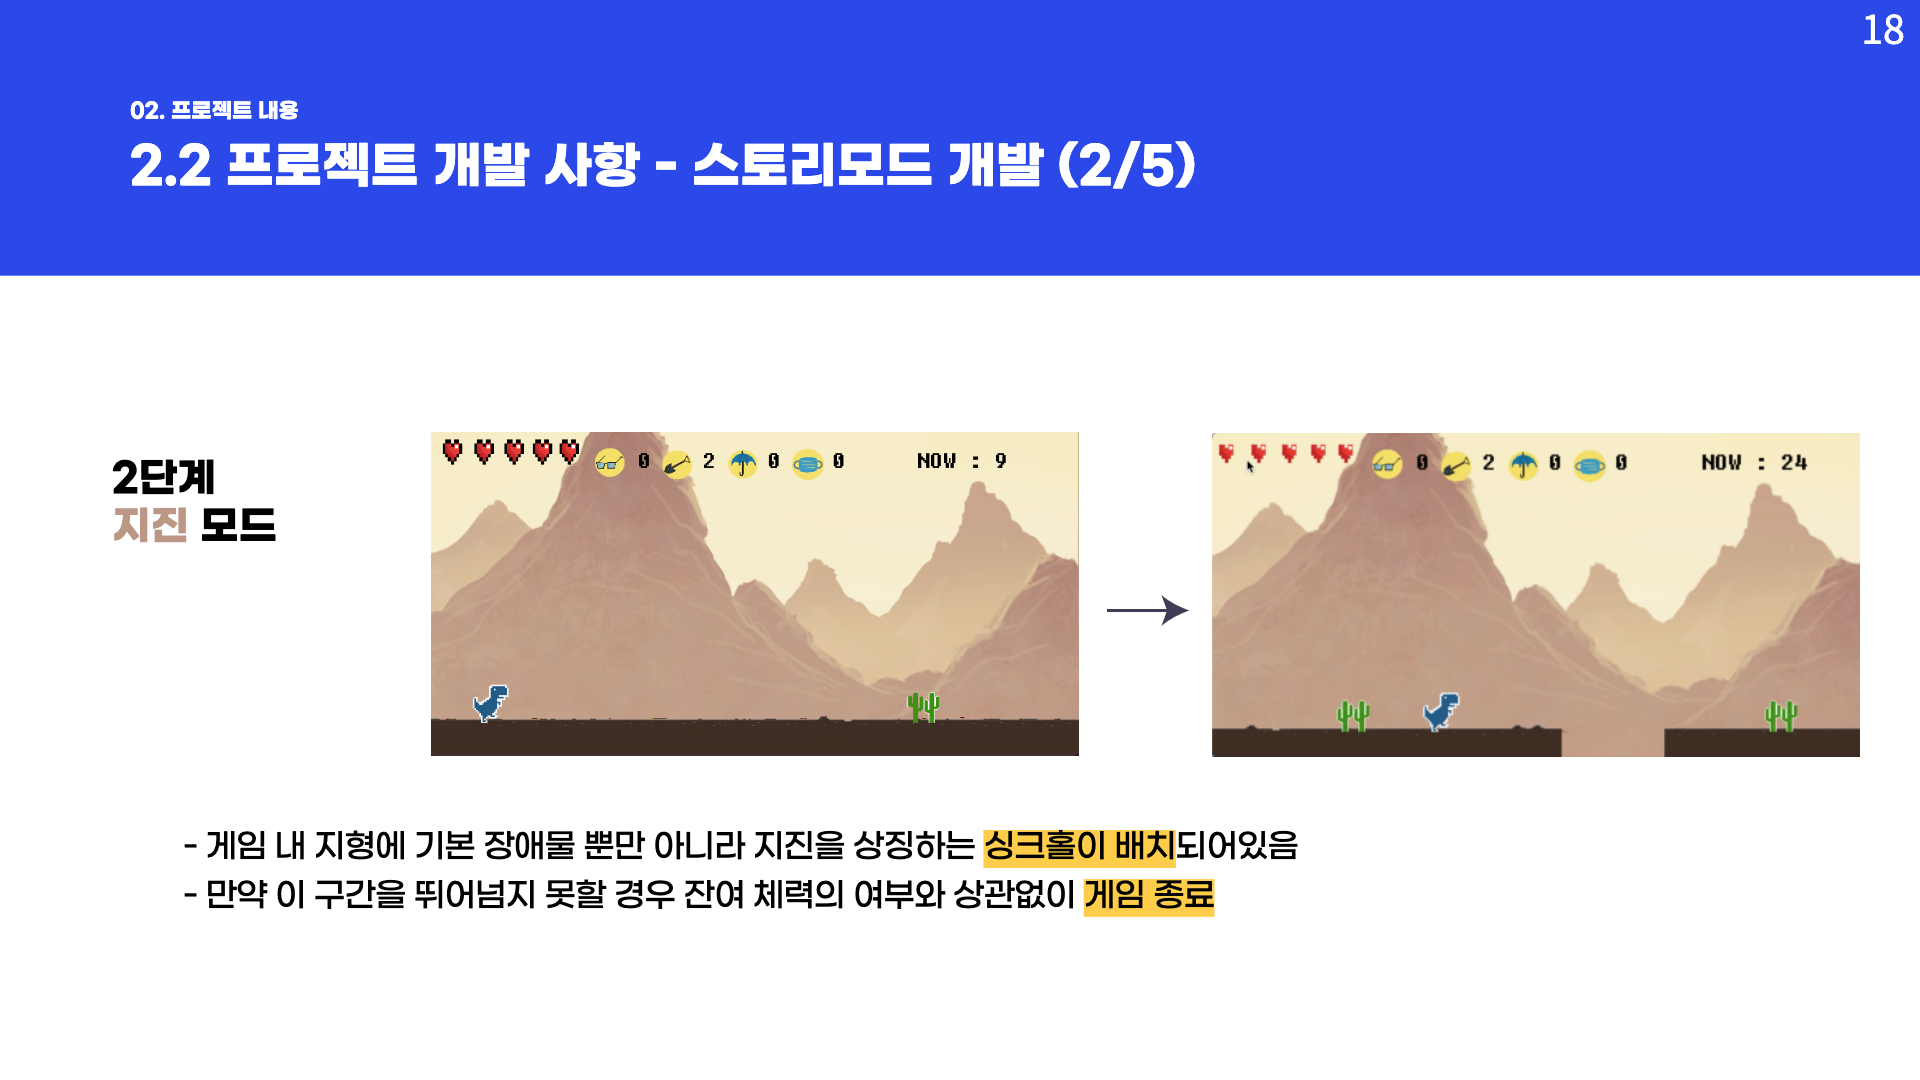 18
02. 프로젝트 내용
2.2 프로젝트 개발 사항 - 스토리모드 개발 (2/5)
2단계
지진 모드
0 2 0 0 NOW : 9
0 2 0 0 NOW : 24
- 게임 내 지형에 기본 장애물 뿐만 아니라 지진을 상징하는 싱크홀이 배치되어있음
- 만약 이 구간을 뛰어넘지 못할 경우 잔여 체력의 여부와 상관없이 게임 종료